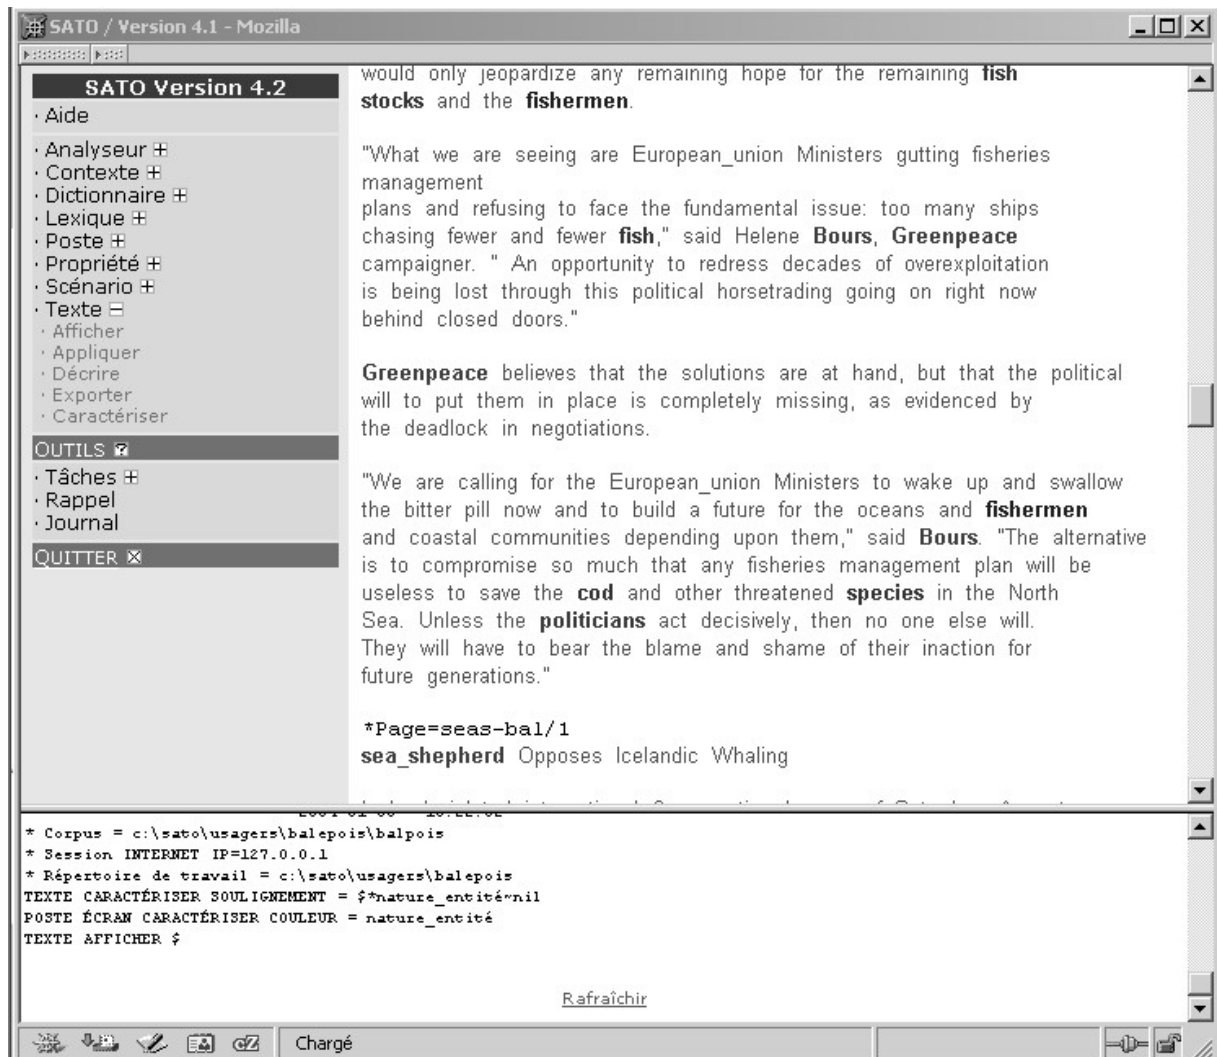 SATO / Version 4.1 - Mozilla
SATO Version 4.2
· Aide
· Analyseur
· Contexte
· Dictionnaire
· Lexique
· Poste
· Propriété
· Scénario
· Texte
· Afficher
· Appliquer
· Décrire
· Exporter
· Caractériser
OUTILS
· Tâches
· Rappel
· Journal
QUITTER
would only jeopardize any remaining hope for the remaining fish
stocks and the fishermen.
"What we are seeing are European_union Ministers gutting fisheries
management
plans and refusing to face the fundamental issue: too many ships
chasing fewer and fewer fish," said Helene Bours, Greenpeace
campaigner. " An opportunity to redress decades of overexploitation
is being lost through this political horsetrading going on right now
behind closed doors."
Greenpeace believes that the solutions are at hand, but that the political
will to put them in place is completely missing, as evidenced by
the deadlock in negotiations.
"We are calling for the European_union Ministers to wake up and swallow
the bitter pill now and to build a future for the oceans and fishermen
and coastal communities depending upon them," said Bours. "The alternative
is to compromise so much that any fisheries management plan will be
useless to save the cod and other threatened species in the North
Sea. Unless the politicians act decisively, then no one else will.
They will have to bear the blame and shame of their inaction for
future generations."
*Page=seas-bal/1
sea_shepherd Opposes Icelandic Whaling
* Corpus = c:\sato\usagers\balepois\balpois
* Session INTERNET IP=127.0.0.1
* Répertoire de travail = c:\sato\usagers\balepois
TEXTE CARACTÉRISER SOULIGNEMENT = $*nature_entité~nil
POSTE ÉCRAN CARACTÉRISER COULEUR = nature_entité
TEXTE AFFICHER $
Rafraîchir
Chargé